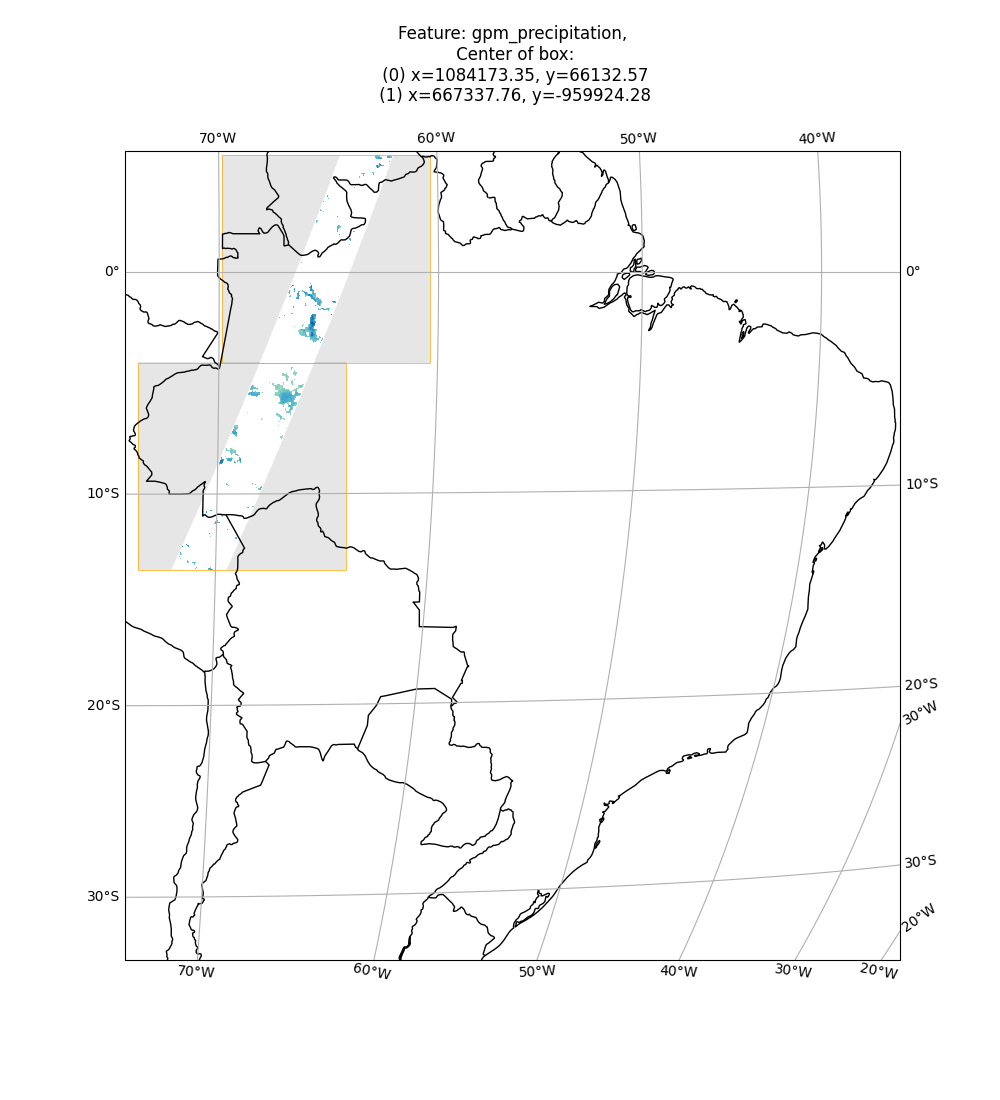 Feature: gpm_precipitation,
Center of box:
(0) x=1084173.35, y=66132.57
(1) x=667337.76, y=-959924.28
70°W 60°W 50°W 40°W
0° 0°
10°S 10°S
20°S 20°S
30°W
30°S 30°S
20°W
70°W 60°W 50°W 40°W 30°W 20°W